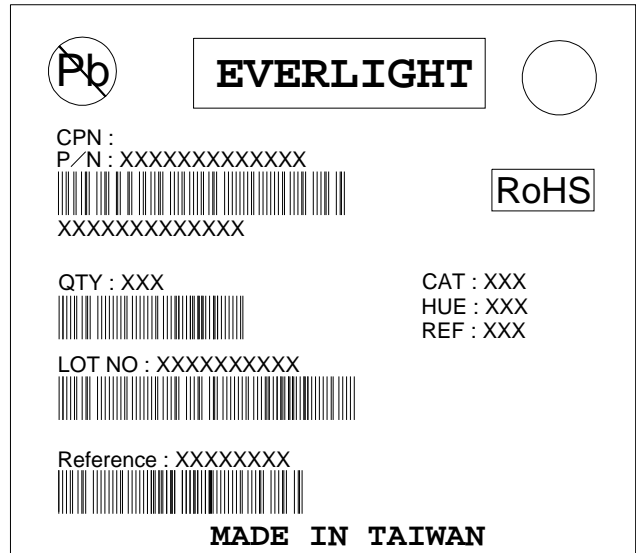 Pb
EVERLIGHT
CPN :
P/N : XXXXXXXXXXXXX
RoHS
XXXXXXXXXXXXX
QTY : XXX
CAT : XXX
HUE : XXX
REF : XXX
LOT NO : XXXXXXXXXX
Reference : XXXXXXXX
MADE IN TAIWAN